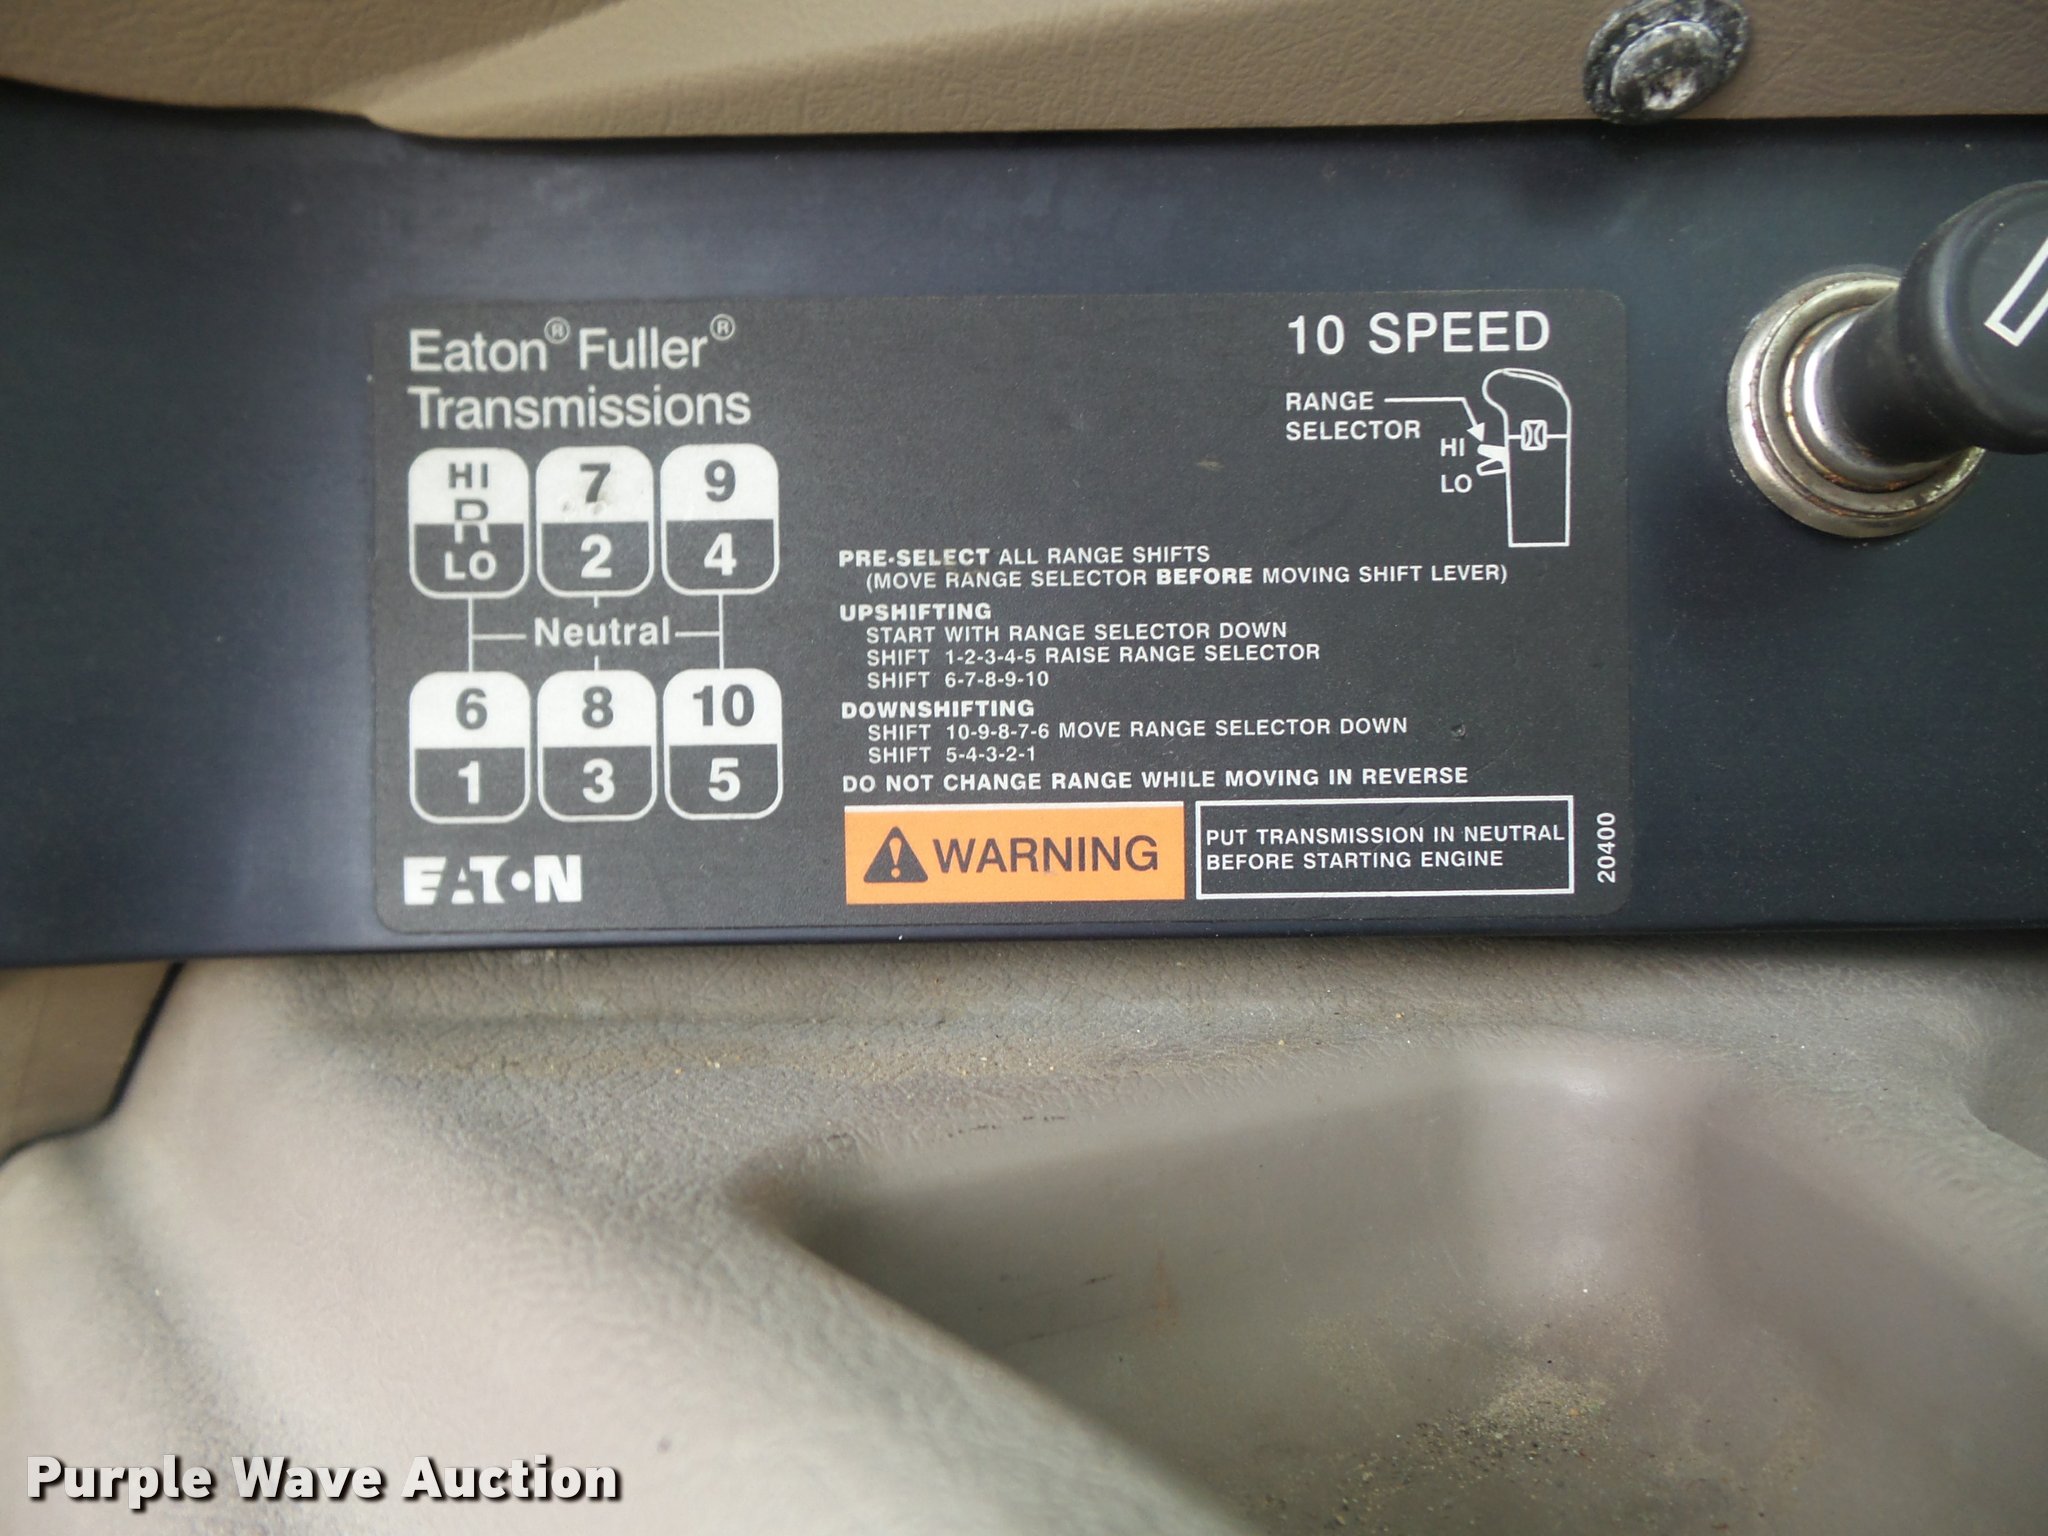 Eaton® Fuller®
Transmissions
HI 7 9
R
LO 2 4
Neutral
6 8 10
1 3 5
EATON
10 SPEED
RANGE
SELECTOR
HI
LO
PRE-SELECT ALL RANGE SHIFTS
(MOVE RANGE SELECTOR BEFORE MOVING SHIFT LEVER)
UPSHIFTING
START WITH RANGE SELECTOR DOWN
SHIFT 1-2-3-4-5 RAISE RANGE SELECTOR
SHIFT 6-7-8-9-10
DOWNSHIFTING
SHIFT 10-9-8-7-6 MOVE RANGE SELECTOR DOWN
SHIFT 5-4-3-2-1
DO NOT CHANGE RANGE WHILE MOVING IN REVERSE
WARNING
PUT TRANSMISSION IN NEUTRAL
BEFORE STARTING ENGINE
20400
Purple Wave Auction